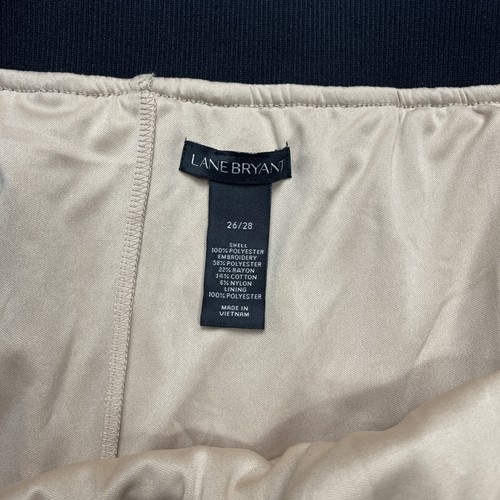 LANE BRYANT
26/28
SHELL
100% POLYESTER
EMBROIDERY
58% POLYESTER
22% RAYON
14% COTTON
6% NYLON
LINING
100% POLYESTER
MADE IN
VIETNAM